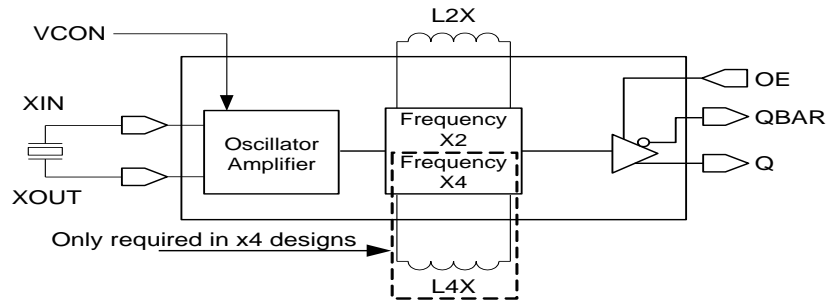 L2X
VCON
OE
XIN
QBAR
Oscillator
Amplifier
Frequency
X2
Frequency
X4
Q
XOUT
Only required in x4 designs
L4X